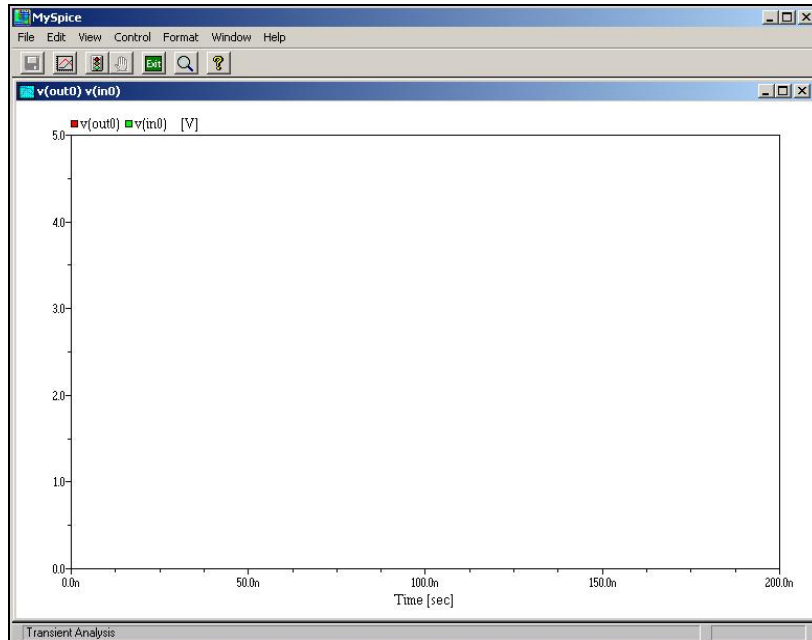 MySpice
File Edit View Control Format Window Help
Exit
v(out0) v(in0)
v(out0) v(in0) [V]
5.0
4.0
3.0
2.0
1.0
0.0
0.0n 50.0n 100.0n 150.0n 200.0n
Time [sec]
Transient Analysis